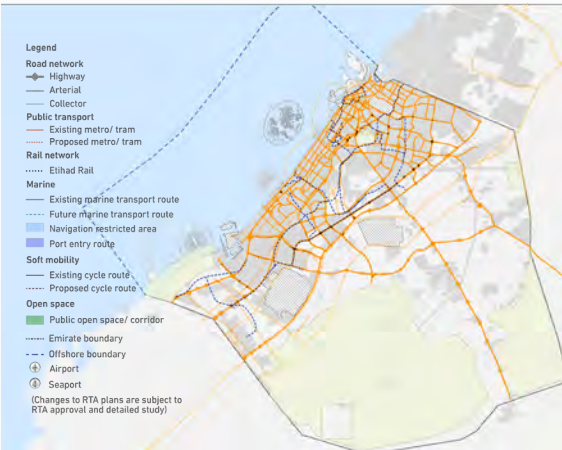 Legend
Road network
Highway
Arterial
Collector
Public transport
Existing metro/ tram
Proposed metro/ tram
Rail network
Etihad Rail
Marine
Existing marine transport route
Future marine transport route
Navigation restricted area
Port entry route
Soft mobility
Existing cycle route
Proposed cycle route
Open space
Public open space/ corridor
Emirate boundary
Offshore boundary
Airport
Seaport
(Changes to RTA plans are subject to
RTA approval and detailed study)